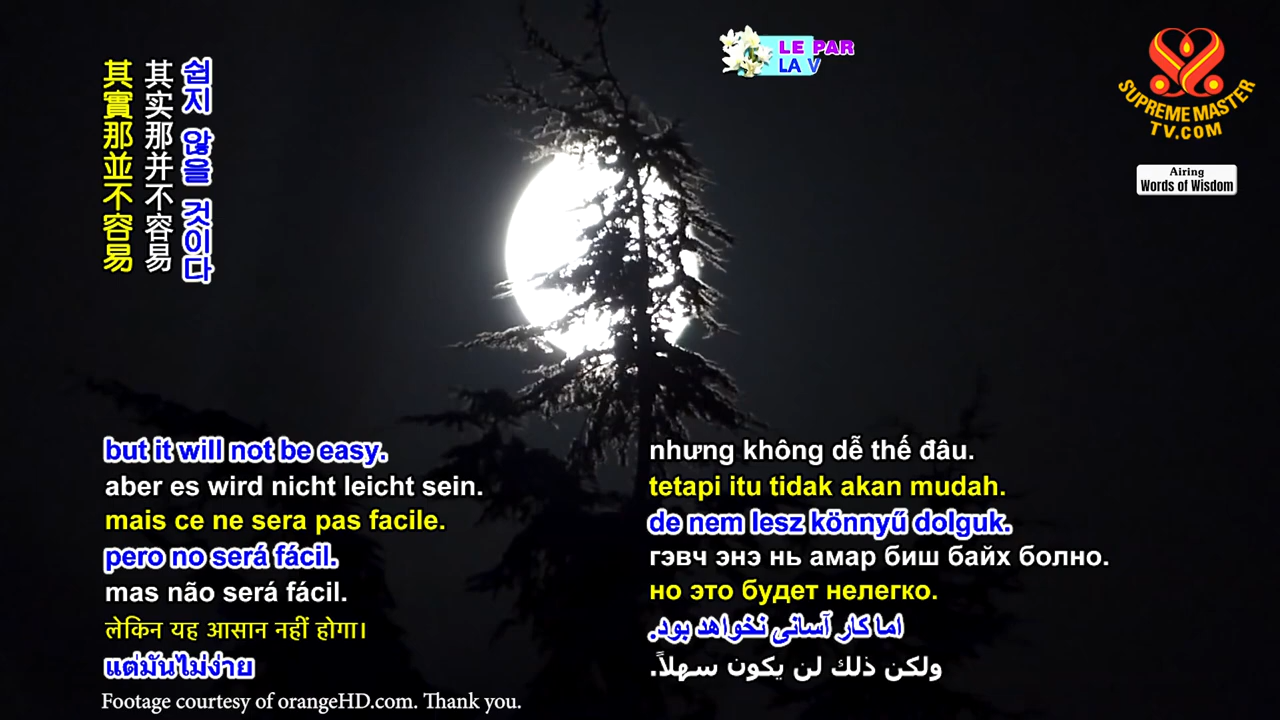 其實那並不容易
其实那并不容易
쉽지 않을 것이다
LE PAR
LA V
SUPREME MASTER
TV.COM
Airing
Words of Wisdom
but it will not be easy.
aber es wird nicht leicht sein.
mais ce ne sera pas facile.
pero no será fácil.
mas não será fácil.
लेकिन यह आसान नहीं होगा।
แต่มันไม่ง่าย
nhưng không dễ thế đâu.
tetapi itu tidak akan mudah.
de nem lesz könnyű dolguk.
гэвч энэ нь амар биш байх болно.
но это будет нелегко.
اما کار آسانی نخواهد بود.
ولكن ذلك لن يكون سهلاً.
Footage courtesy of orangeHD.com. Thank you.